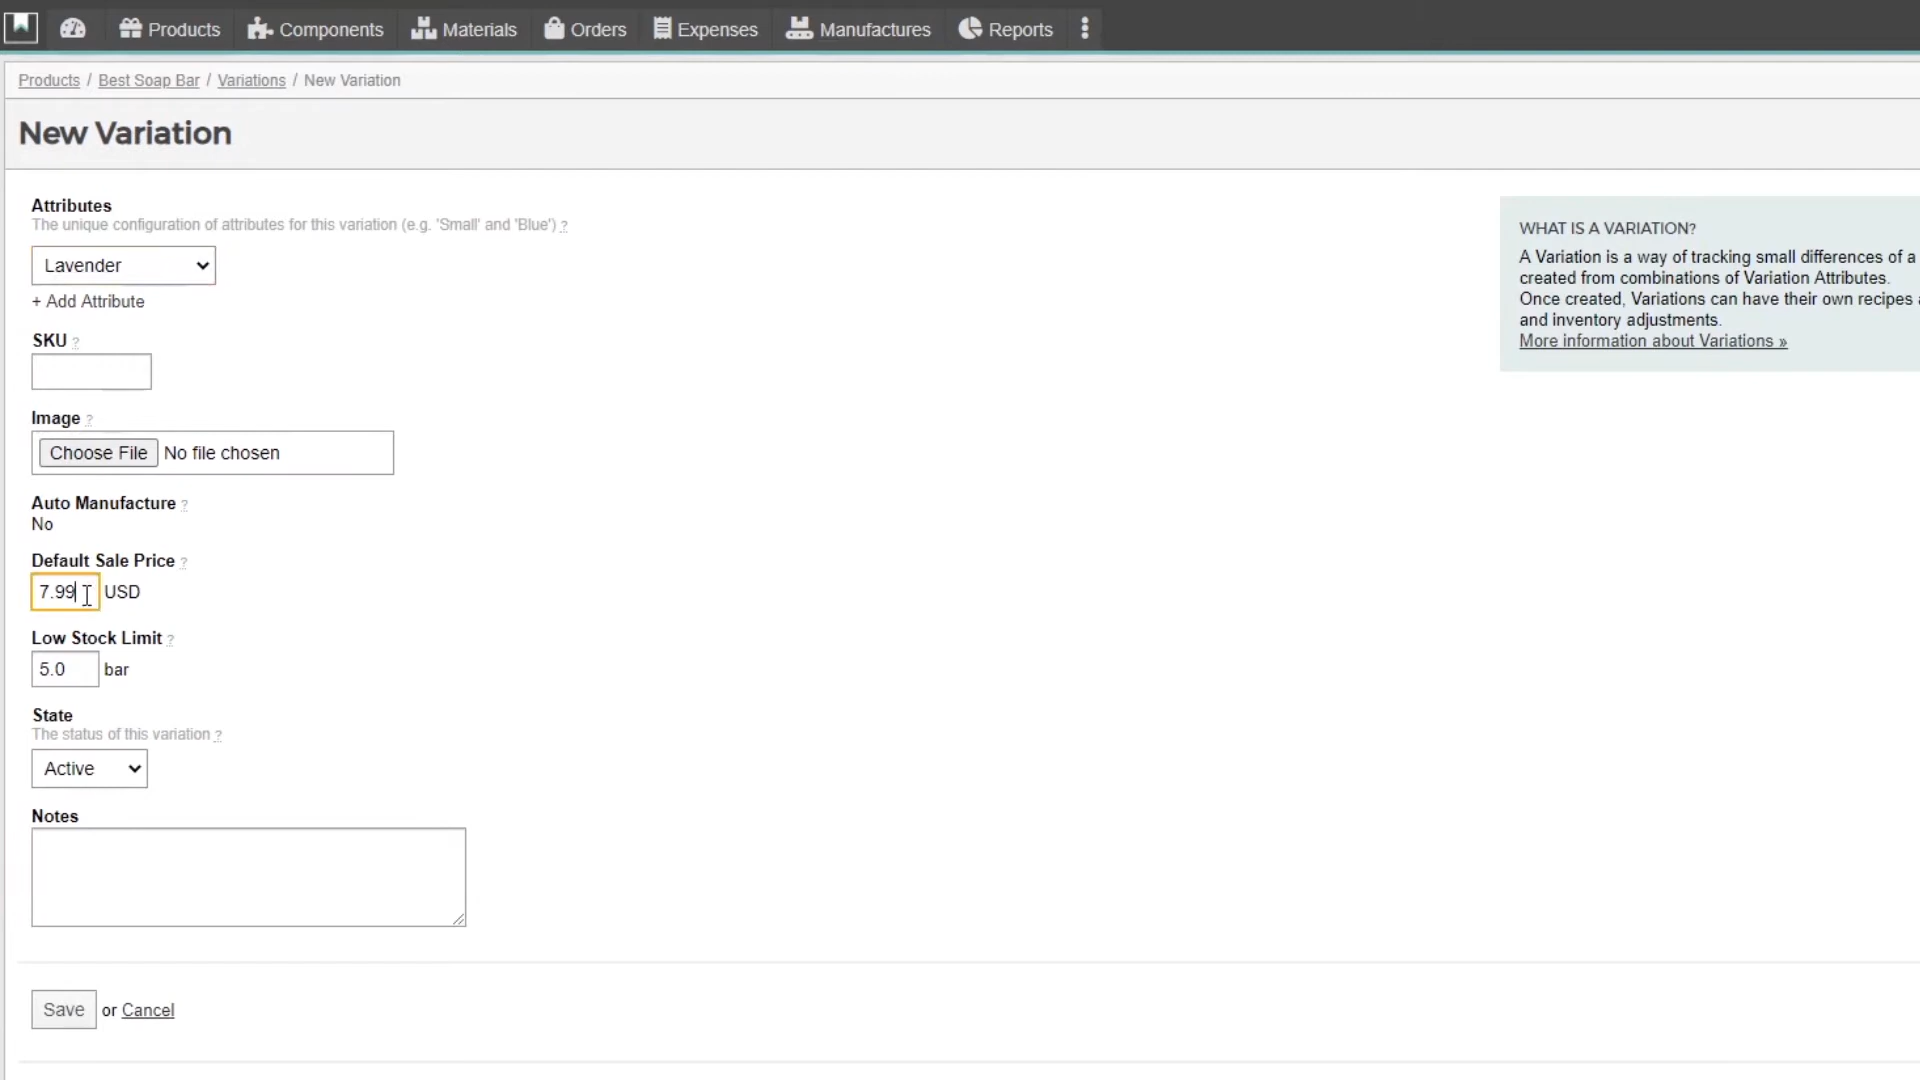 Products Components Materials Orders Expenses Manufactures Reports
Products / Best Soap Bar / Variations / New Variation
New Variation
Attributes
The unique configuration of attributes for this variation (e.g. 'Small' and 'Blue') ?
Lavender
+ Add Attribute
SKU ?
Image ?
Choose File No file chosen
Auto Manufacture ?
No
Default Sale Price ?
7.99 USD
Low Stock Limit ?
5.0 bar
State
The status of this variation ?
Active
Notes
Save or Cancel
WHAT IS A VARIATION?
A Variation is a way of tracking small differences of a
created from combinations of Variation Attributes.
Once created, Variations can have their own recipes a
and inventory adjustments.
More information about Variations »